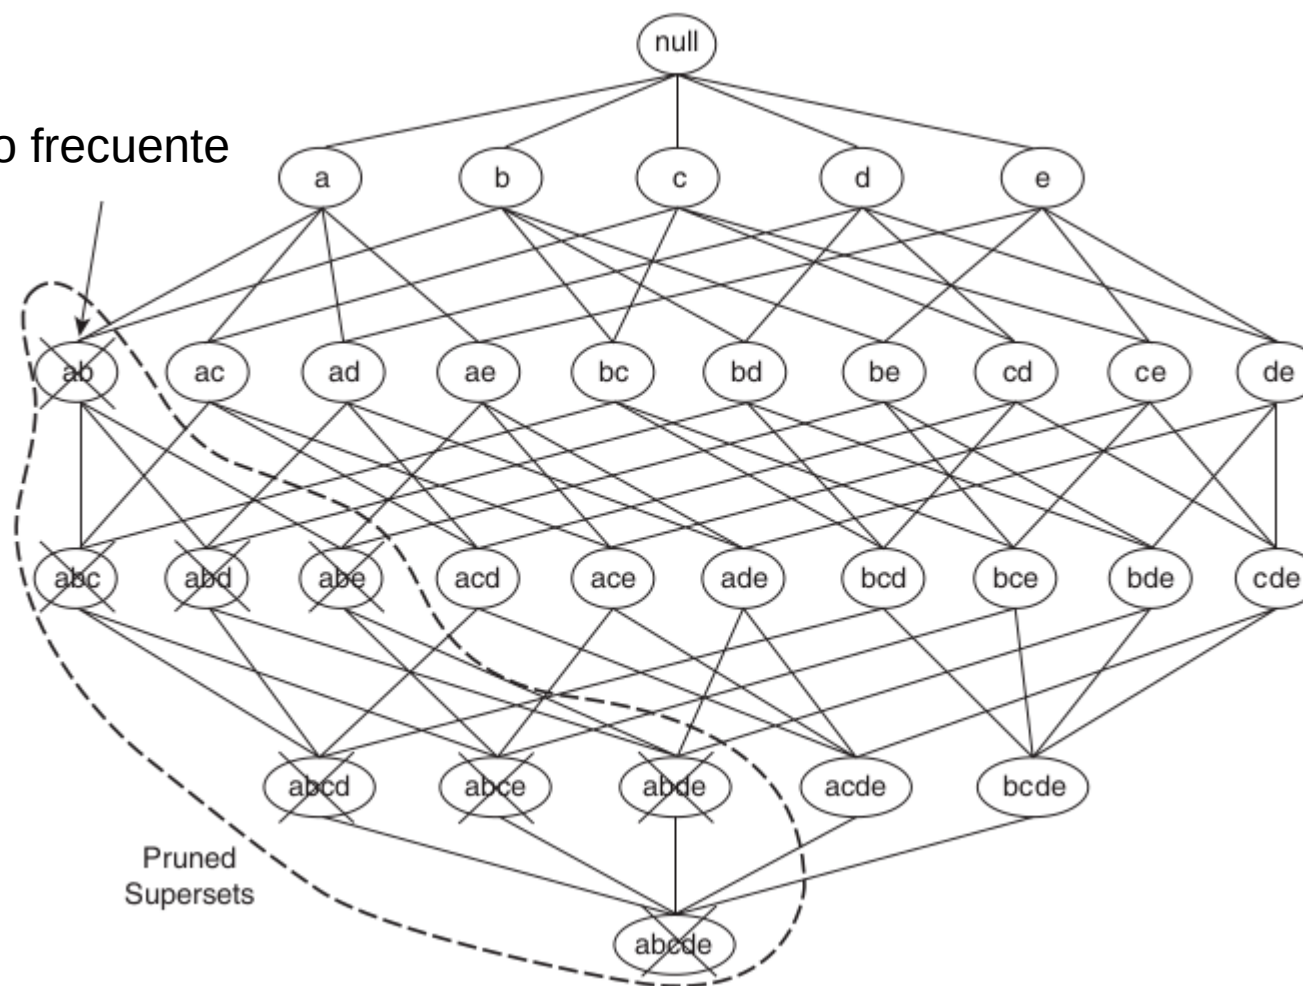 null
o frecuente
a b c d e
ab ac ad ae bc bd be cd ce de
abc abd abe acd ace ade bcd bce bde cde
abcd abce abde acde bcde
Pruned
Supersets
abcde